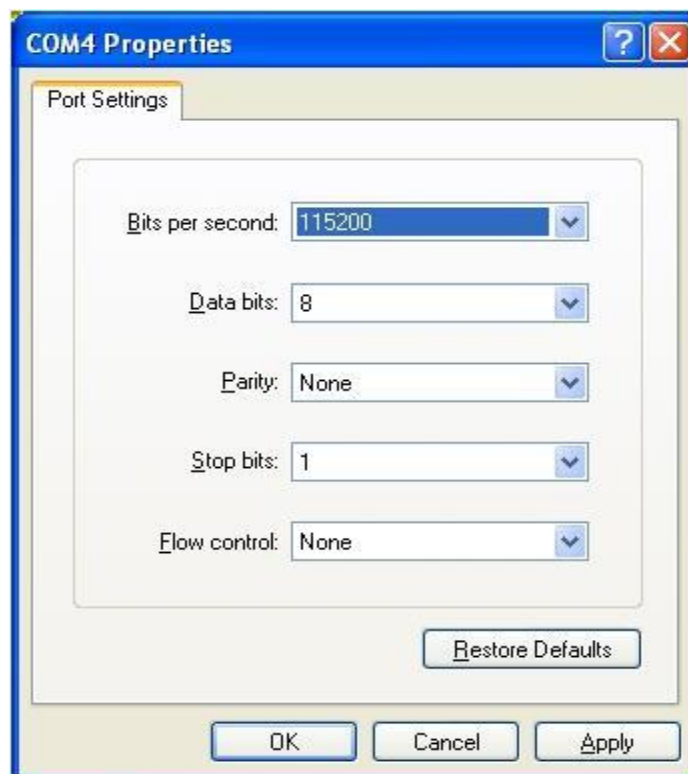 COM4 Properties
Port Settings
Bits per second: 115200
Data bits: 8
Parity: None
Stop bits: 1
Flow control: None
Restore Defaults
OK Cancel Apply